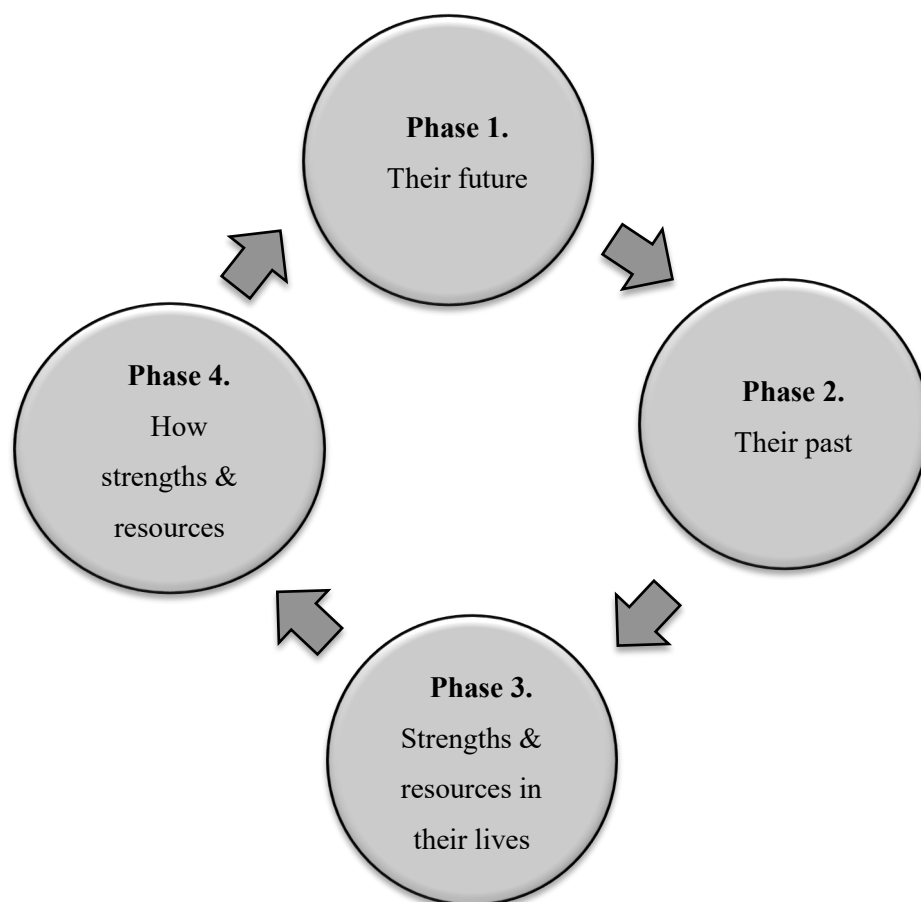 Phase 1.
Their future
Phase 2.
Their past
Phase 3.
Strengths &
resources in
their lives
Phase 4.
How
strengths &
resources